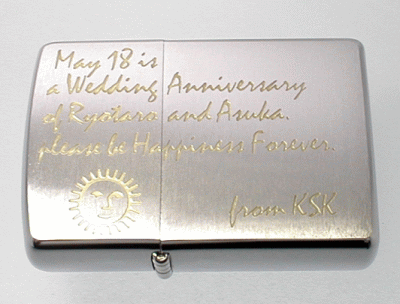 May 18 is
a Wedding Anniversary
of Ryotaro and Asuka.
please be Happiness Forever.
from KSK